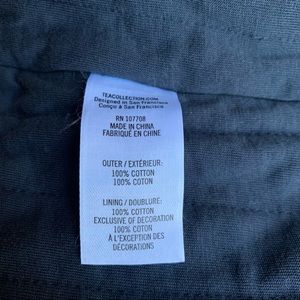 TEACOLLECTION.COM
Designed in San Francisco
Conçu à San Francisco
RN 107708
MADE IN CHINA
FABRIQUÉ EN CHINE
OUTER / EXTÉRIEUR:
100% COTTON
100% COTON
LINING / DOUBLURE:
100% COTTON
EXCLUSIVE OF DECORATION
100% COTON
À L'EXCEPTION DES
DÉCORATIONS